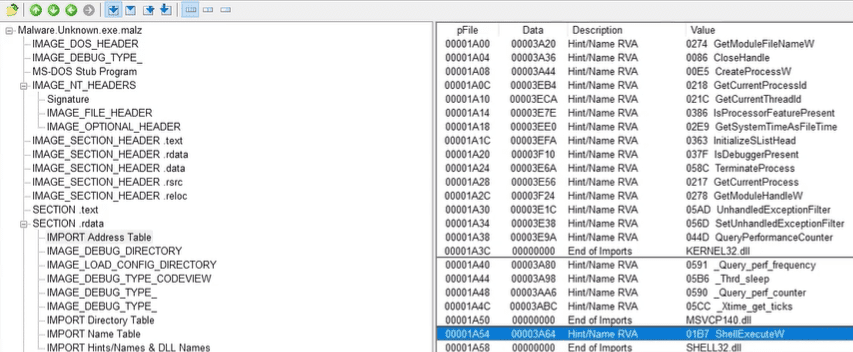 Malware.Unknown.exe.malz
IMAGE_DOS_HEADER
IMAGE_DEBUG_TYPE_
MS-DOS Stub Program
IMAGE_NT_HEADERS
Signature
IMAGE_FILE_HEADER
IMAGE_OPTIONAL_HEADER
IMAGE_SECTION_HEADER .text
IMAGE_SECTION_HEADER .rdata
IMAGE_SECTION_HEADER .data
IMAGE_SECTION_HEADER .rsrc
IMAGE_SECTION_HEADER .reloc
SECTION .text
SECTION .rdata
IMPORT Address Table
IMAGE_DEBUG_DIRECTORY
IMAGE_LOAD_CONFIG_DIRECTORY
IMAGE_DEBUG_TYPE_CODEVIEW
IMAGE_DEBUG_TYPE_
IMAGE_DEBUG_TYPE_
IMPORT Directory Table
IMPORT Name Table
IMPORT Hints/Names & DLL Names
pFile Data Description Value
00001A00 00003A20 Hint/Name RVA 0274 GetModuleFileNameW
00001A04 00003A36 Hint/Name RVA 0086 CloseHandle
00001A08 00003A44 Hint/Name RVA 00E5 CreateProcessW
00001A0C 00003EB4 Hint/Name RVA 0218 GetCurrentProcessId
00001A10 00003ECA Hint/Name RVA 021C GetCurrentThreadId
00001A14 00003E7E Hint/Name RVA 0386 IsProcessorFeaturePresent
00001A18 00003EE0 Hint/Name RVA 02E9 GetSystemTimeAsFileTime
00001A1C 00003EFA Hint/Name RVA 0363 InitializeSListHead
00001A20 00003F10 Hint/Name RVA 037F IsDebuggerPresent
00001A24 00003E6A Hint/Name RVA 058C TerminateProcess
00001A28 00003E56 Hint/Name RVA 0217 GetCurrentProcess
00001A2C 00003F24 Hint/Name RVA 0278 GetModuleHandleW
00001A30 00003E1C Hint/Name RVA 05AD UnhandledExceptionFilter
00001A34 00003E38 Hint/Name RVA 056D SetUnhandledExceptionFilter
00001A38 00003E9A Hint/Name RVA 044D QueryPerformanceCounter
00001A3C 00000000 End of Imports KERNEL32.dll
00001A40 00003A80 Hint/Name RVA 0591 _Query_perf_frequency
00001A44 00003A98 Hint/Name RVA 05B6 _Thrd_sleep
00001A48 00003AA6 Hint/Name RVA 0590 _Query_perf_counter
00001A4C 00003ABC Hint/Name RVA 05CC _Xtime_get_ticks
00001A50 00000000 End of Imports MSVCP140.dll
00001A54 00003A64 Hint/Name RVA 01B7 ShellExecuteW
00001A58 00000000 End of Imports SHELL32.dll